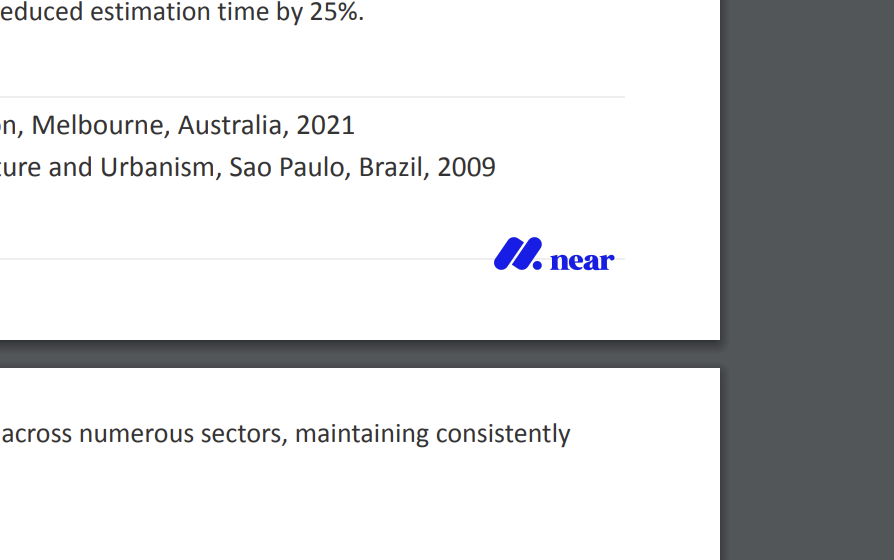 educed estimation time by 25%.
n, Melbourne, Australia, 2021
ture and Urbanism, Sao Paulo, Brazil, 2009
near
across numerous sectors, maintaining consistently